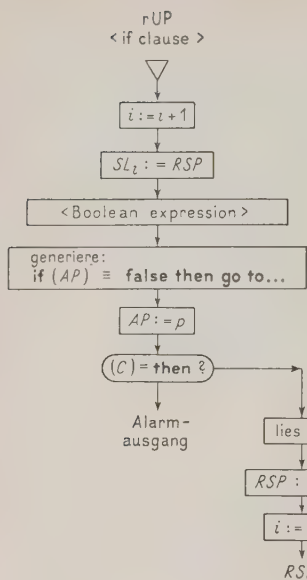 rUP
< if clause >
i := i + 1
SL_i := RSP
<Boolean expression>
generiere:
if (AP) ≡ false then go to...
AP := p
(C) = then ?
Alarm-
ausgang
lies
RSP :
i :=
RS